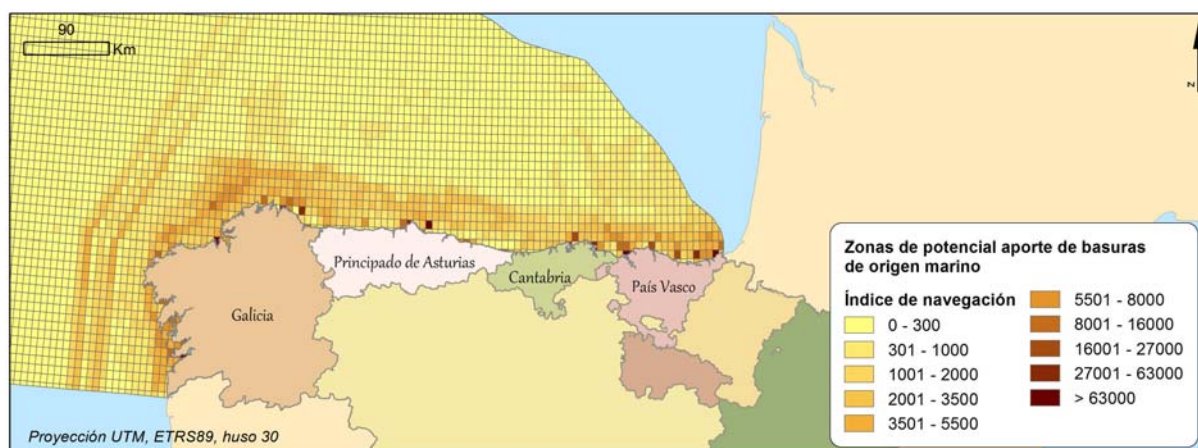 90
Km
N
Principado de Asturias
Cantabria
País Vasco
Galicia
Proyección UTM, ETRS89, huso 30
Zonas de potencial aporte de basuras
de origen marino
Índice de navegación
0 - 300
301 - 1000
1001 - 2000
2001 - 3500
3501 - 5500
5501 - 8000
8001 - 16000
16001 - 27000
27001 - 63000
> 63000